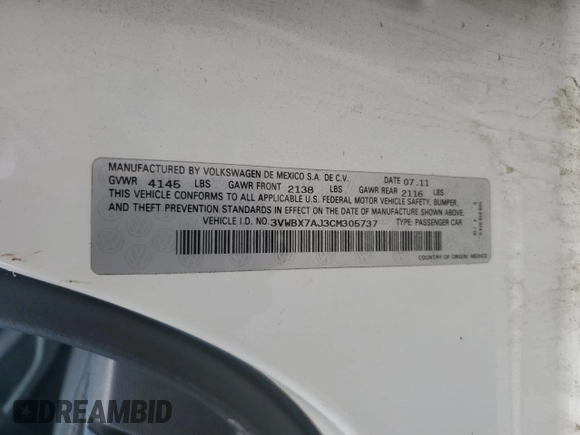 MANUFACTURED BY VOLKSWAGEN DE MEXICO S.A. DE C.V. DATE 07.11
GVWR 4145 LBS GAWR FRONT 2138 LBS GAWR REAR 2116 LBS
THIS VEHICLE CONFORMS TO ALL APPLICABLE U.S. FEDERAL MOTOR VEHICLE SAFETY, BUMPER,
AND THEFT PREVENTION STANDARDS IN EFFECT ON THE DATE OF MANUFACTURE SHOWN ABOVE.
VEHICLE I.D. NO. 3VWBX7AJ3CM305737 TYPE: PASSENGER CAR
COUNTRY OF ORIGIN: MEXICO
DREAMBID